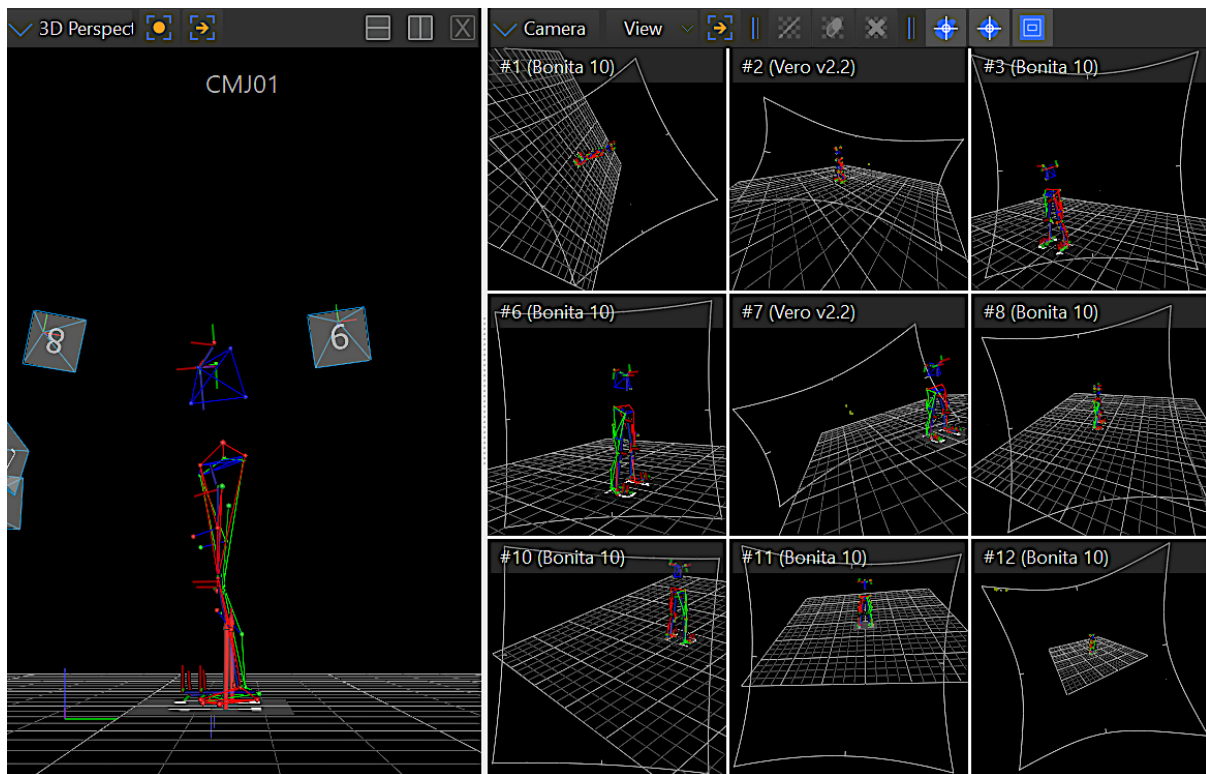 3D Perspect
CMJ01
8
6
Camera
View
#1 (Bonita 10)
#2 (Vero v2.2)
#3 (Bonita 10)
#6 (Bonita 10)
#7 (Vero v2.2)
#8 (Bonita 10)
#10 (Bonita 10)
#11 (Bonita 10)
#12 (Bonita 10)